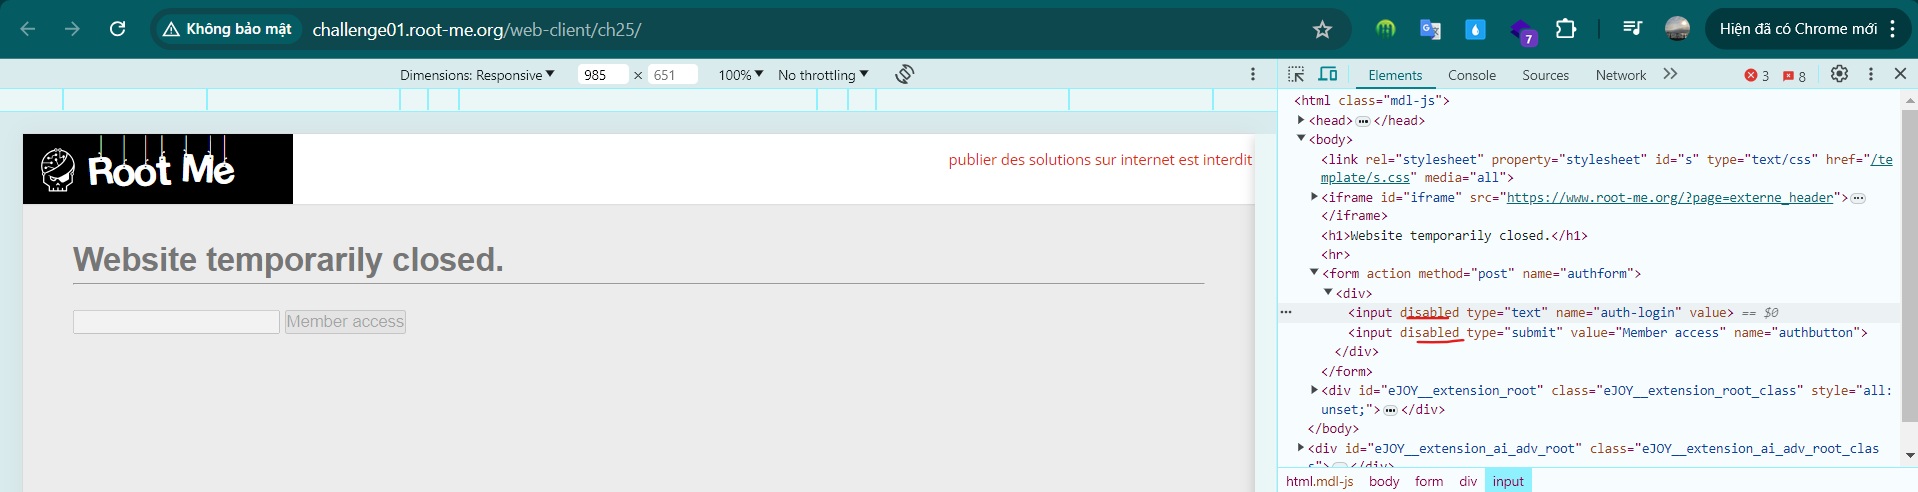 Không bảo mật
challenge01.root-me.org/web-client/ch25/
7
Hiện đã có Chrome mới
Dimensions: Responsive ▼ 985 × 651 100% ▼ No throttling ▼
Elements Console Sources Network 3 8
Root Me
publier des solutions sur internet est interdit
Website temporarily closed.
Member access
<html class="mdl-js">
<head> </head>
<body>
<link rel="stylesheet" property="stylesheet" id="s" type="text/css" href="/te
mplate/s.css" media="all">
<iframe id="iframe" src="https://www.root-me.org/?page=externe_header">
</iframe>
<h1>Website temporarily closed.</h1>
<hr>
<form action method="post" name="authform">
<div>
<input disabled type="text" name="auth-login" value> == $0
<input disabled type="submit" value="Member access" name="authbutton">
</div>
</form>
<div id="eJOY__extension_root" class="eJOY__extension_root_class" style="all:
unset;"> </div>
</body>
<div id="eJOY__extension_ai_adv_root" class="eJOY__extension_ai_adv_root_clas
s"> </div>
html.mdl-js body form div input